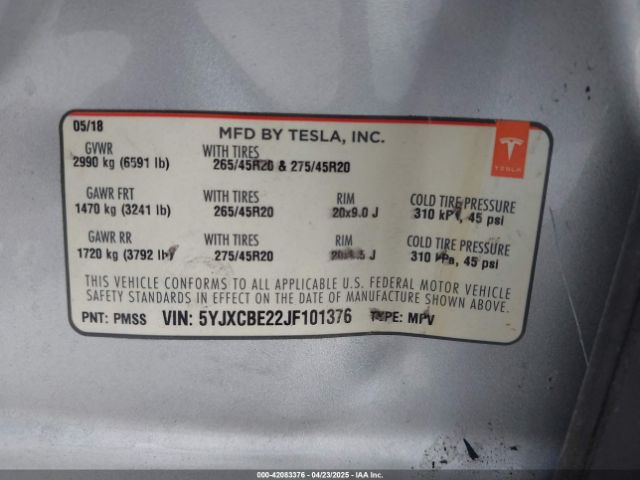 05/18
MFD BY TESLA, INC.
TESLA
GVWR WITH TIRES
2990 kg (6591 lb) 265/45R20 & 275/45R20
GAWR FRT WITH TIRES RIM COLD TIRE PRESSURE
1470 kg (3241 lb) 265/45R20 20x9.0 J 310 kPa, 45 psi
GAWR RR WITH TIRES RIM COLD TIRE PRESSURE
1720 kg (3792 lb) 275/45R20 J 310 kPa, 45 psi
THIS VEHICLE CONFORMS TO ALL APPLICABLE U.S. FEDERAL MOTOR VEHICLE
SAFETY STANDARDS IN EFFECT ON THE DATE OF MANUFACTURE SHOWN ABOVE.
PNT: PMSS VIN: 5YJXCBE22JF101376 TYPE: MPV
000-42083376 - 04/23/2025 - IAA Inc.